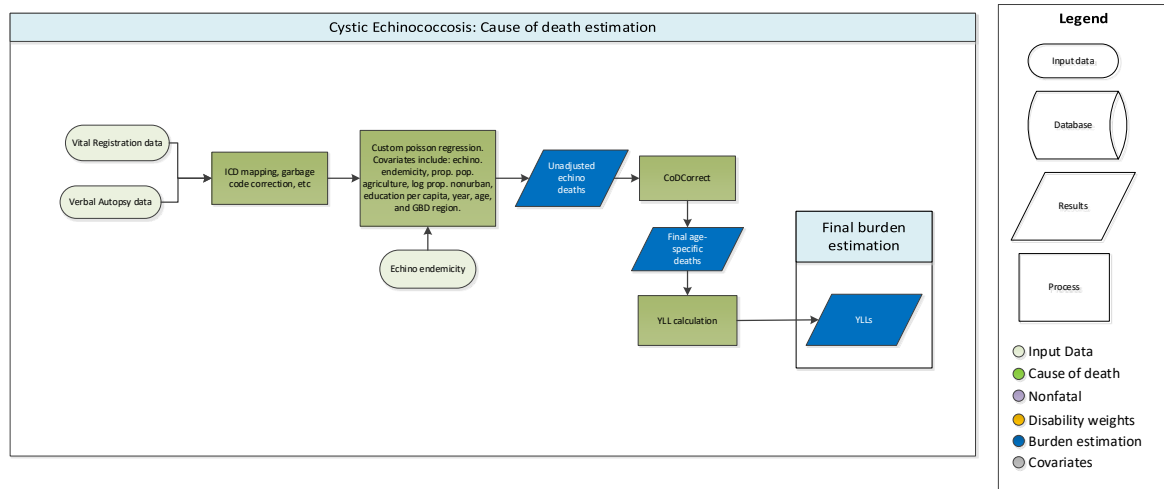 Cystic Echinococcosis: Cause of death estimation
Vital Registration data
Verbal Autopsy data
ICD mapping, garbage
code correction, etc
Custom poisson regression.
Covariates include: echino.
endemicity, prop. pop.
agriculture, log prop. nonurban,
education per capita, year, age,
and GBD region.
Echino endemicity
Unadjusted
echino
deaths
CoDCorrect
Final age-
specific
deaths
YLL calculation
Final burden
estimation
YLLs
Legend
Input data
Database
Results
Process
Input Data
Cause of death
Nonfatal
Disability weights
Burden estimation
Covariates